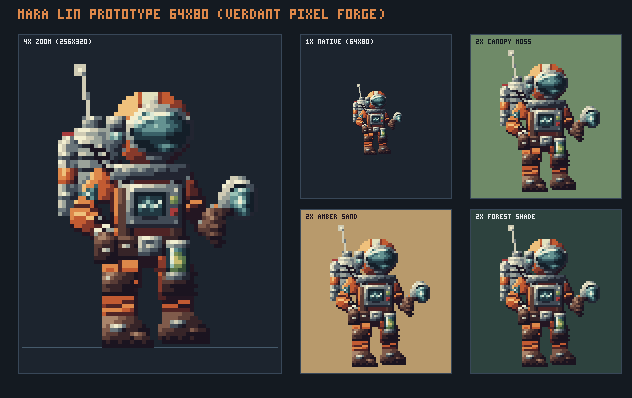 MARA LIN PROTOTYPE 64X80 (VERDANT PIXEL FORGE)
4X ZOOM (256X320)
1X NATIVE (64X80)
2X CANOPY MOSS
2X AMBER SAND
2X FOREST SHADE